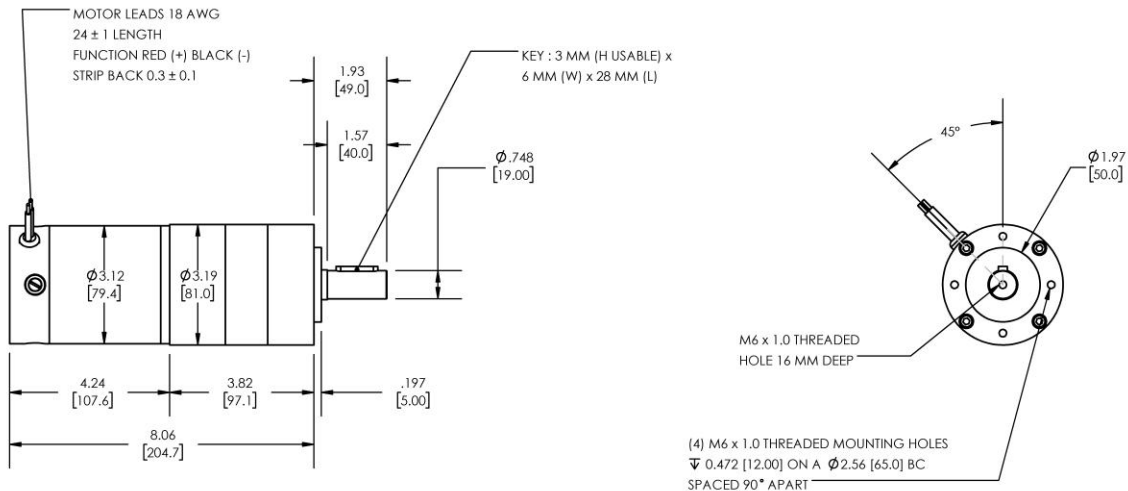 MOTOR LEADS 18 AWG
24 ± 1 LENGTH
FUNCTION RED (+) BLACK (-)
STRIP BACK 0.3 ± 0.1
1.93
[49.0]
KEY : 3 MM (H USABLE) x
6 MM (W) x 28 MM (L)
1.57
[40.0]
Ø.748
[19.00]
45°
Ø1.97
[50.0]
Ø3.12
[79.4]
Ø3.19
[81.0]
M6 x 1.0 THREADED
HOLE 16 MM DEEP
4.24
[107.6]
3.82
[97.1]
.197
[5.00]
8.06
[204.7]
(4) M6 x 1.0 THREADED MOUNTING HOLES
↧ 0.472 [12.00] ON A Ø2.56 [65.0] BC
SPACED 90° APART